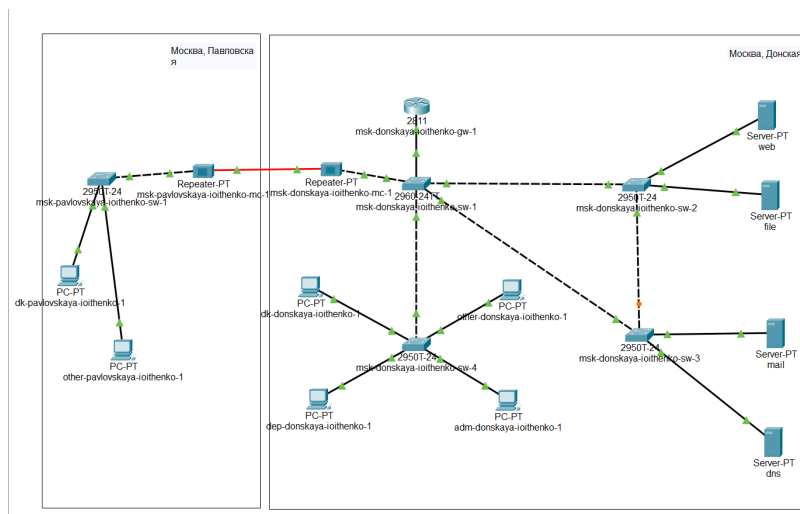 Москва, Павловска
я
Москва, Донская
2811
msk-donskaya-ioithenko-gw-1
Server-PT
web
2950T-24
msk-pavlovskaya-ioithenko-sw-1
Repeater-PT
msk-pavlovskaya-ioithenko-mc-1
Repeater-PT
msk-donskaya-ioithenko-mc-1
2960-24TT
msk-donskaya-ioithenko-sw-1
2950T-24
msk-donskaya-ioithenko-sw-2
Server-PT
file
PC-PT
dk-pavlovskaya-ioithenko-1
PC-PT
dk-donskaya-ioithenko-1
PC-PT
other-donskaya-ioithenko-1
PC-PT
other-pavlovskaya-ioithenko-1
2950T-24
msk-donskaya-ioithenko-sw-4
2950T-24
msk-donskaya-ioithenko-sw-3
Server-PT
mail
PC-PT
dep-donskaya-ioithenko-1
PC-PT
adm-donskaya-ioithenko-1
Server-PT
dns